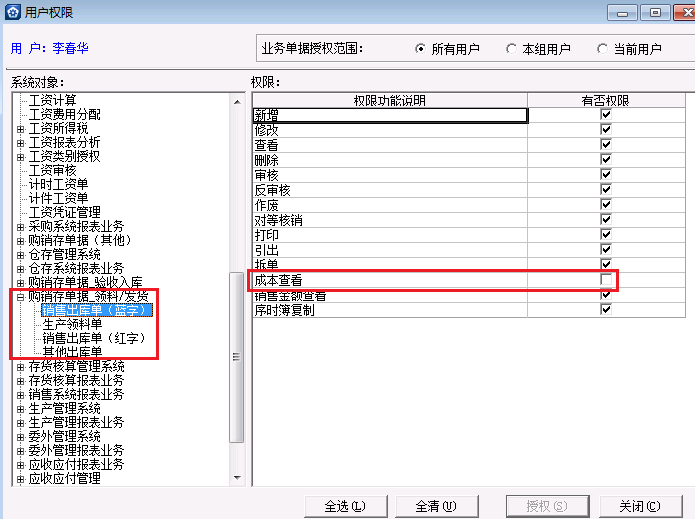 用户权限
用 户: 李春华
业务单据授权范围:
所有用户
本组用户
当前用户
系统对象:
工资计算
工资费用分配
工资所得税
工资报表分析
工资类别授权
工资审核
计时工资单
计件工资单
工资凭证管理
采购系统报表业务
购销存单据（其他）
仓存管理系统
仓存系统报表业务
购销存单据_验收入库
购销存单据_领料/发货
销售出库单（蓝字）
生产领料单
销售出库单（红字）
其他出库单
存货核算管理系统
存货核算报表业务
销售系统报表业务
生产管理系统
生产管理报表业务
委外管理系统
委外管理报表业务
应收应付报表业务
应收应付管理
权限:
权限功能说明 有否权限
新增
修改
查看
删除
审核
反审核
作废
对等核销
打印
引出
拆单
成本查看
销售金额查看
序时簿复制
全选(L)
全清(U)
授权(S)
关闭(C)